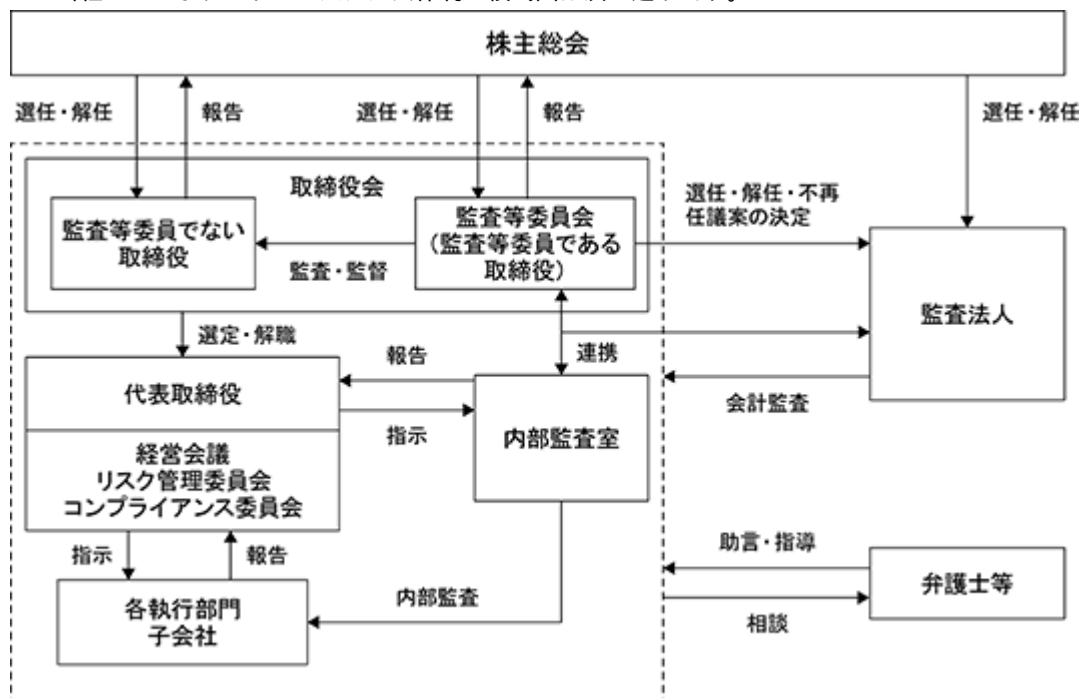 株主総会
選任・解任
報告
選任・解任
報告
選任・解任
取締役会
監査等委員でない
取締役
監査等委員会
（監査等委員である
取締役）
監査・監督
選任・解任・不再
任議案の決定
監査法人
選定・解職
報告
連携
代表取締役
指示
内部監査室
会計監査
経営会議
リスク管理委員会
コンプライアンス委員会
指示
報告
助言・指導
弁護士等
各執行部門
子会社
内部監査
相談